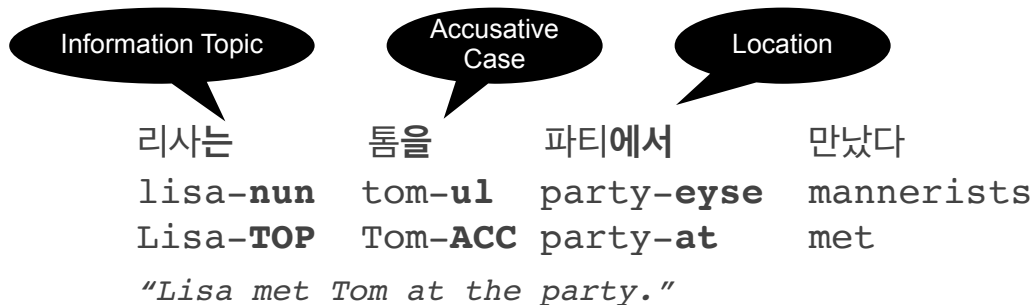 Information Topic
Accusative
Case
Location
리사는 톰을 파티에서 만났다
lisa-nun tom-ul party-eyse mannerists
Lisa-TOP Tom-ACC party-at met
“Lisa met Tom at the party.”